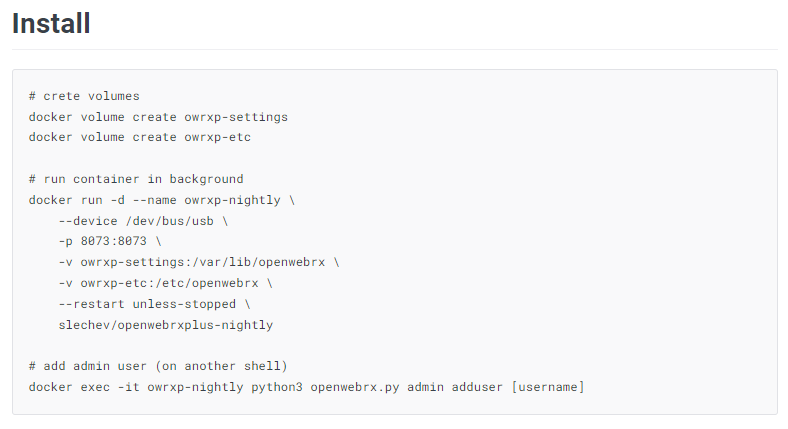 Install
# crete volumes
docker volume create owrxp-settings
docker volume create owrxp-etc
# run container in background
docker run -d --name owrxp-nightly \
--device /dev/bus/usb \
-p 8073:8073 \
-v owrxp-settings:/var/lib/openwebrx \
-v owrxp-etc:/etc/openwebrx \
--restart unless-stopped \
slechev/openwebrxplus-nightly
# add admin user (on another shell)
docker exec -it owrxp-nightly python3 openwebrx.py admin adduser [username]